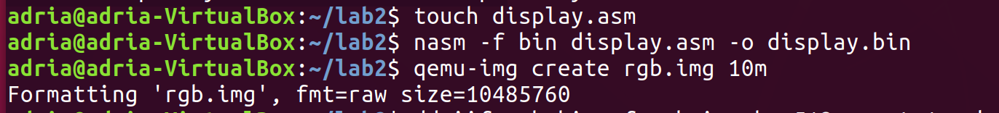 adria@adria-VirtualBox:~/lab2$ touch display.asm
adria@adria-VirtualBox:~/lab2$ nasm -f bin display.asm -o display.bin
adria@adria-VirtualBox:~/lab2$ qemu-img create rgb.img 10m
Formatting 'rgb.img', fmt=raw size=10485760